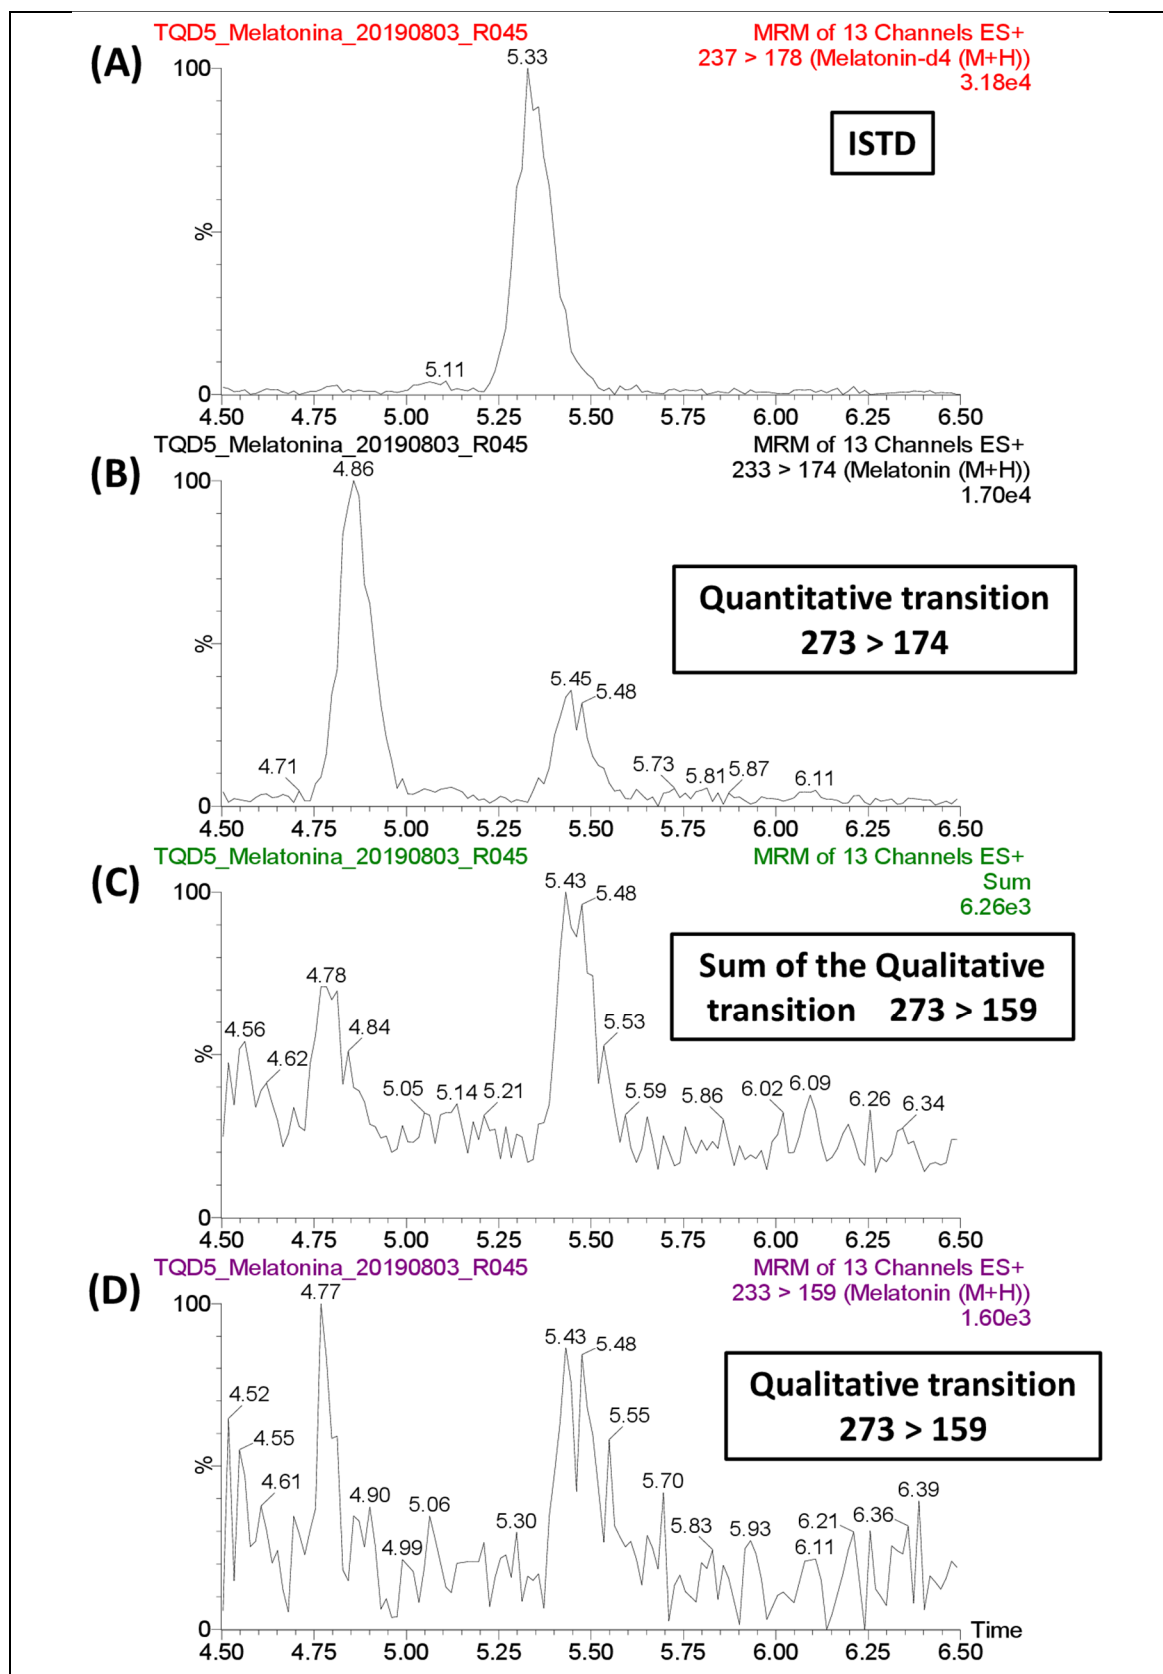 (A)
TQD5_Melatonina_20190803_R045
MRM of 13 Channels ES+
237 > 178 (Melatonin-d4 (M+H))
3.18e4
ISTD
5.33
5.11
100
%
0
4.50 4.75 5.00 5.25 5.50 5.75 6.00 6.25 6.50
(B)
TQD5_Melatonina_20190803_R045
MRM of 13 Channels ES+
233 > 174 (Melatonin (M+H))
1.70e4
Quantitative transition
273 > 174
4.86
5.45
5.48
4.71
5.73
5.81
5.87
6.11
100
%
0
4.50 4.75 5.00 5.25 5.50 5.75 6.00 6.25 6.50
(C)
TQD5_Melatonina_20190803_R045
MRM of 13 Channels ES+
Sum
6.26e3
Sum of the Qualitative
transition 273 > 159
5.43
5.48
4.78
4.56
4.84
4.62
5.53
5.05
5.14
5.21
5.59
5.86
6.02
6.09
6.26
6.34
100
%
0
4.50 4.75 5.00 5.25 5.50 5.75 6.00 6.25 6.50
(D)
TQD5_Melatonina_20190803_R045
MRM of 13 Channels ES+
233 > 159 (Melatonin (M+H))
1.60e3
Qualitative transition
273 > 159
4.77
5.43
5.48
4.52
4.55
5.55
4.61
4.90
5.06
5.30
4.99
5.70
5.83
5.93
6.21
6.11
6.36
6.39
100
%
0
Time
4.50 4.75 5.00 5.25 5.50 5.75 6.00 6.25 6.50